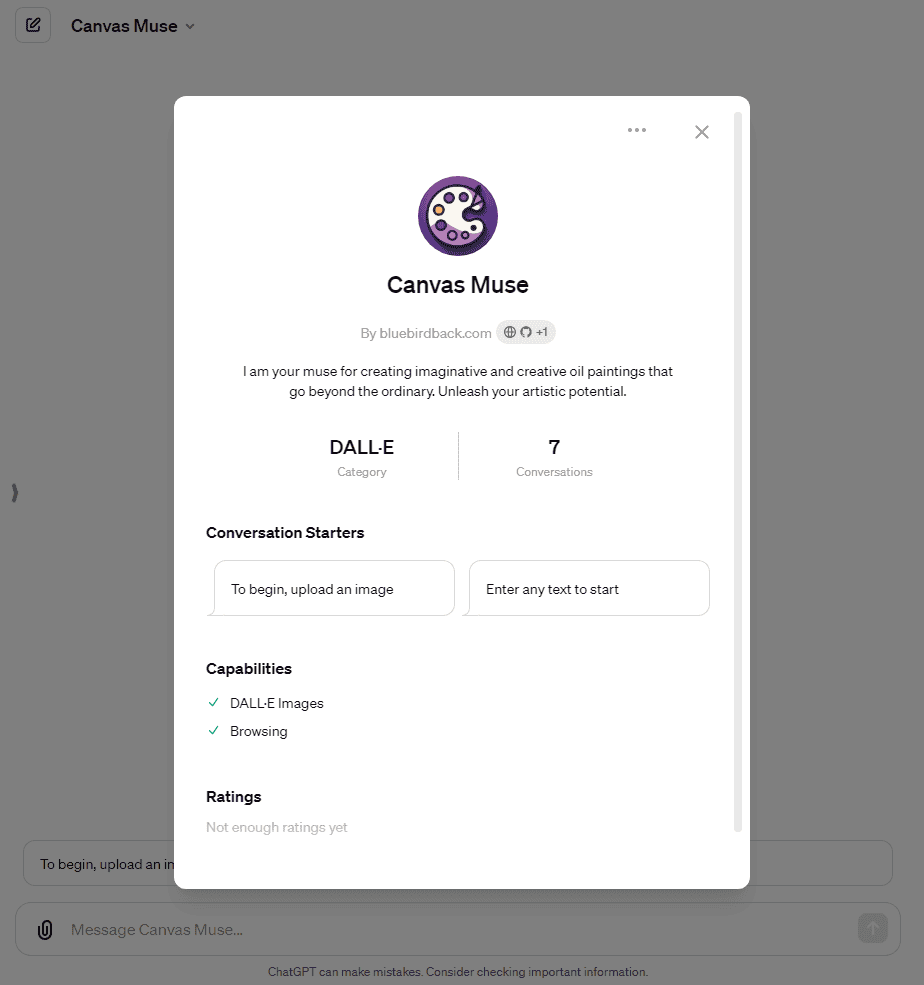 Canvas Muse
Canvas Muse
By bluebirdback.com +1
I am your muse for creating imaginative and creative oil paintings that
go beyond the ordinary. Unleash your artistic potential.
DALL·E
Category
7
Conversations
Conversation Starters
To begin, upload an image
Enter any text to start
Capabilities
DALL·E Images
Browsing
Ratings
Not enough ratings yet
To begin, upload an
Message Canvas Muse...
ChatGPT can make mistakes. Consider checking important information.